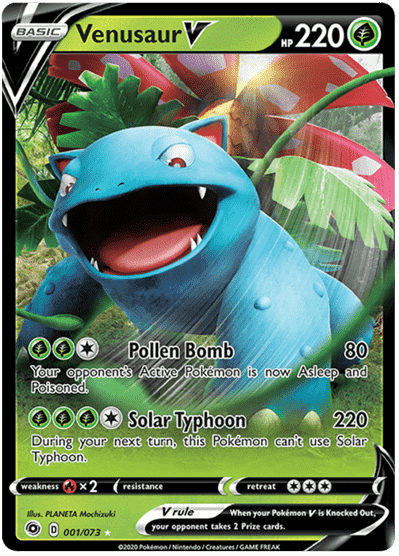 BASIC Venusaur V HP 220
Pollen Bomb 80
Your opponent's Active Pokémon is now Asleep and
Poisoned.
Solar Typhoon 220
During your next turn, this Pokémon can't use Solar
Typhoon.
weakness × 2 resistance retreat
Illus. PLANETA Mochizuki
D 001/073
V rule
When your Pokémon V is Knocked Out,
your opponent takes 2 Prize cards.
©2020 Pokémon / Nintendo / Creatures / GAME FREAK